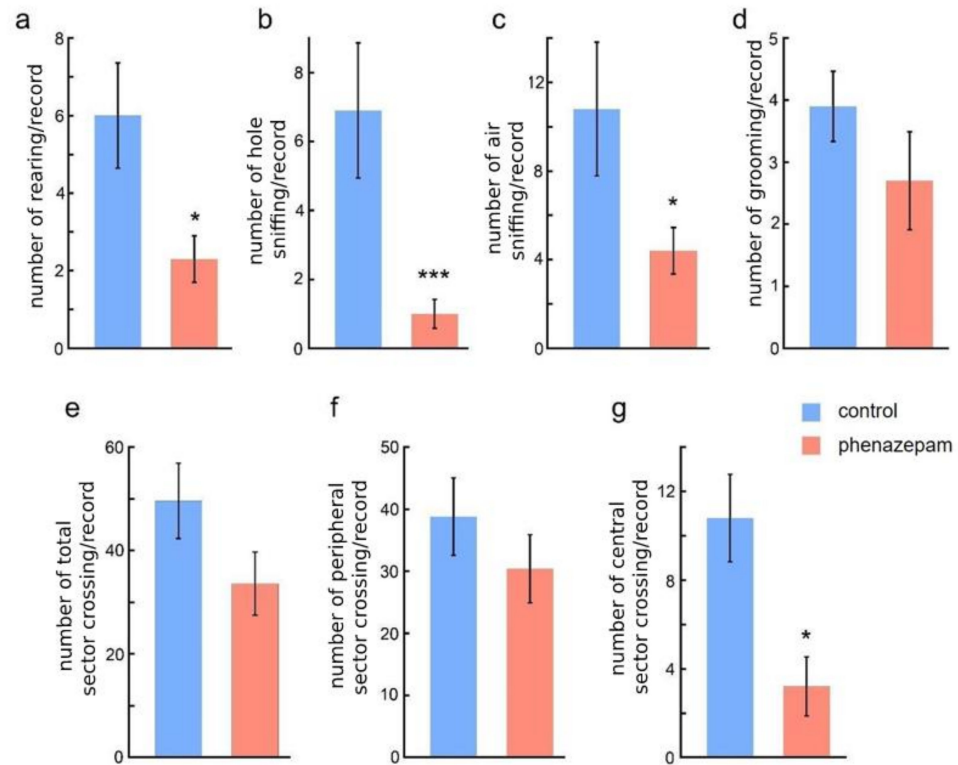 a
number of rearing/record
8
6
4
2
0
*
b
number of hole
sniffing/record
8
6
4
2
0
***
c
number of air
sniffing/record
12
8
4
0
*
d
number of grooming/record
5
4
3
2
1
0
e
number of total
sector crossing/record
60
40
20
0
f
number of peripheral
sector crossing/record
50
40
30
20
10
0
g
number of central
sector crossing/record
12
8
4
0
*
control
phenazepam